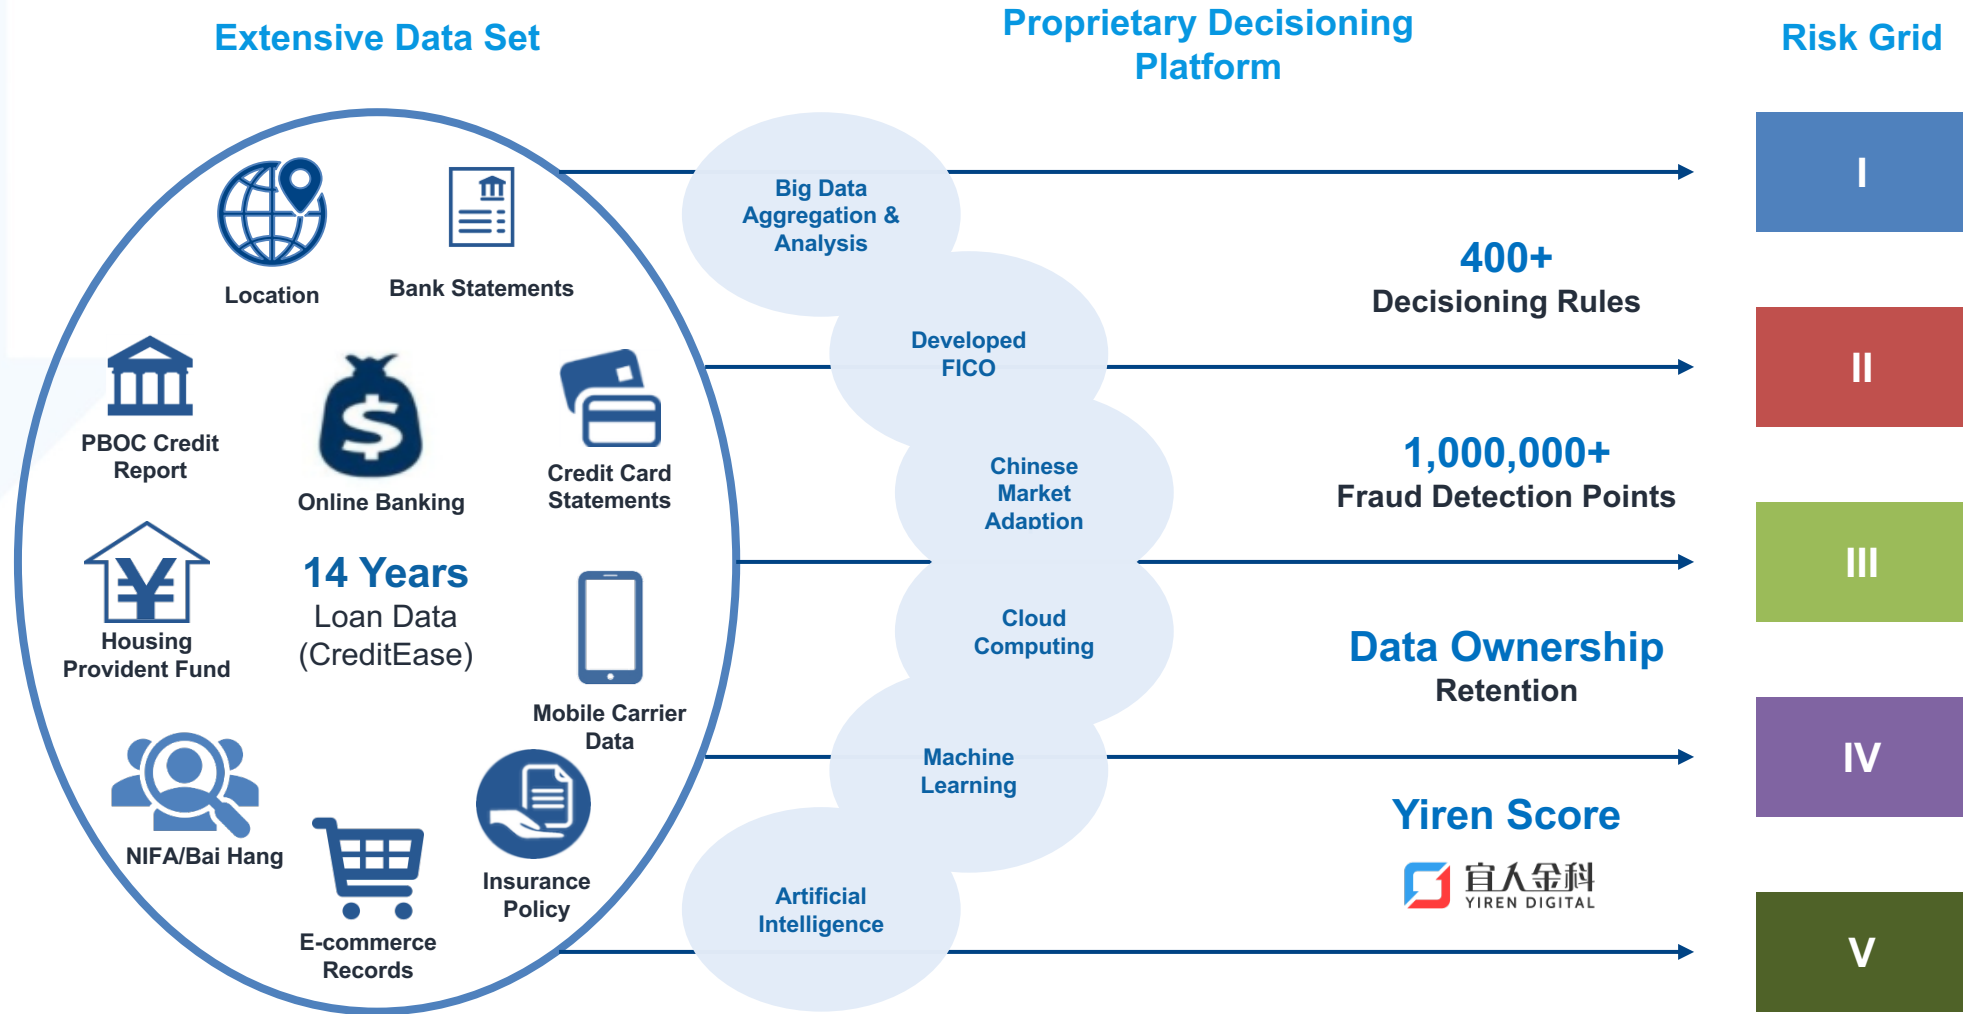 Extensive Data Set
Proprietary Decisioning
Platform
Risk Grid
Location
Bank Statements
PBOC Credit
Report
Online Banking
Credit Card
Statements
Housing
Provident Fund
14 Years
Loan Data
(CreditEase)
Mobile Carrier
Data
NIFA/Bai Hang
Insurance
Policy
E-commerce
Records
Big Data
Aggregation &
Analysis
Developed
FICO
Chinese
Market
Adaption
Cloud
Computing
Machine
Learning
Artificial
Intelligence
400+
Decisioning Rules
1,000,000+
Fraud Detection Points
Data Ownership
Retention
Yiren Score
宜人金科
YIREN DIGITAL
I
II
III
IV
V